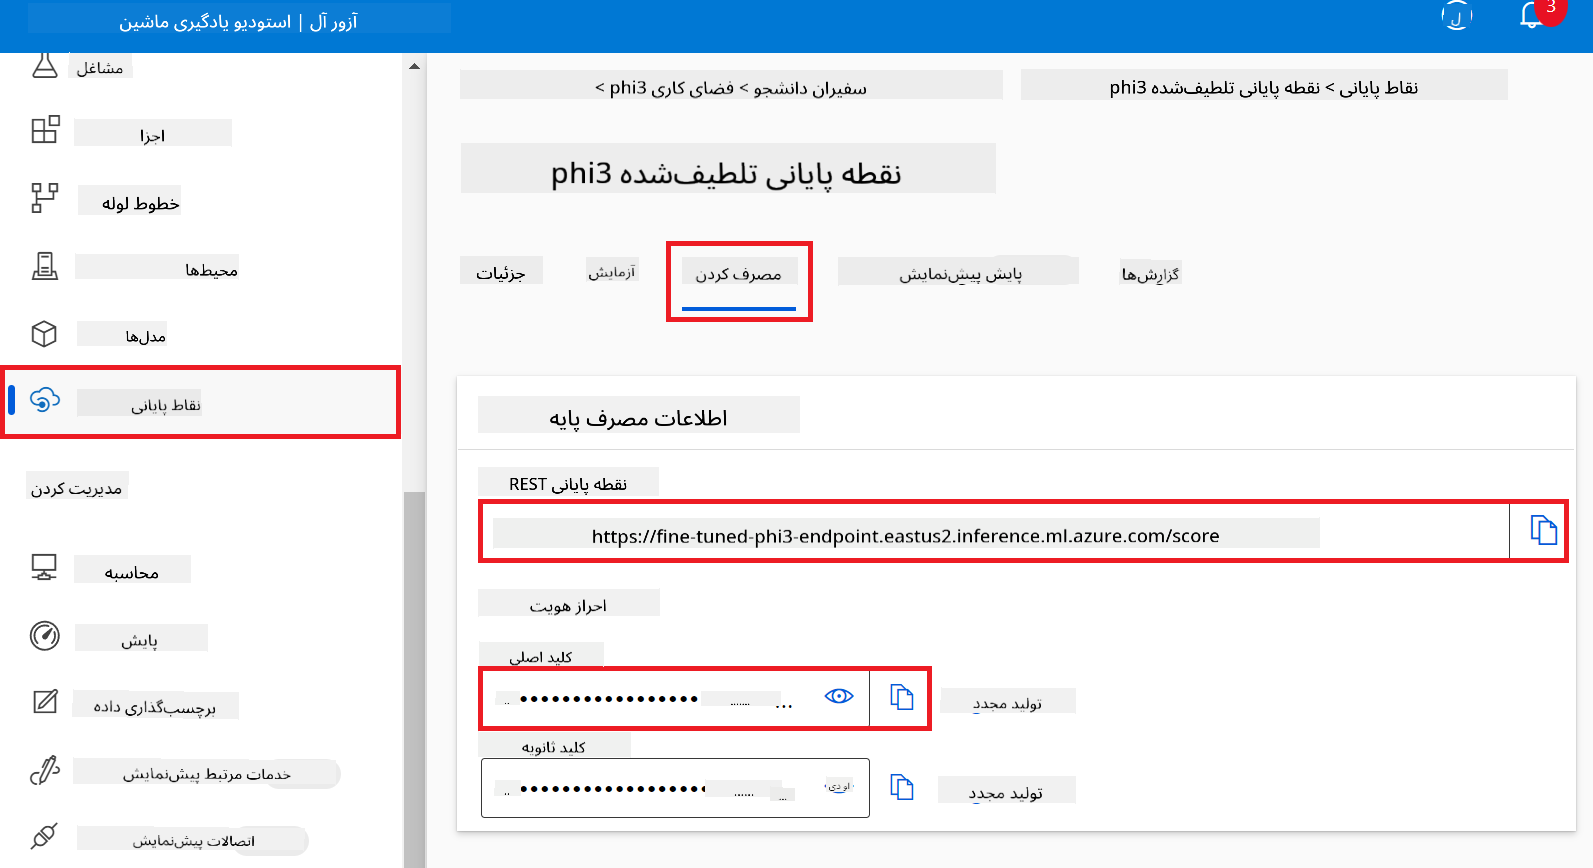 آزور آل | استودیو یادگیری ماشین
ل
3
مشاغل
اجزا
خطوط لوله
محیط‌ها
مدل‌ها
نقاط پایانی
مدیریت کردن
محاسبه
پایش
برچسب‌گذاری داده
خدمات مرتبط پیش‌نمایش
اتصالات پیش‌نمایش
سفیران دانشجو > فضای کاری phi3 >
نقاط پایانی > نقطه پایانی تلطیف‌شده phi3
نقطه پایانی تلطیف‌شده phi3
جزئیات
آزمایش
مصرف کردن
پایش پیش‌نمایش
گزارش‌ها
اطلاعات مصرف پایه
نقطه پایانی REST
https://fine-tuned-phi3-endpoint.eastus2.inference.ml.azure.com/score
احراز هویت
کلید اصلی
تولید مجدد
کلید ثانویه
تولید مجدد